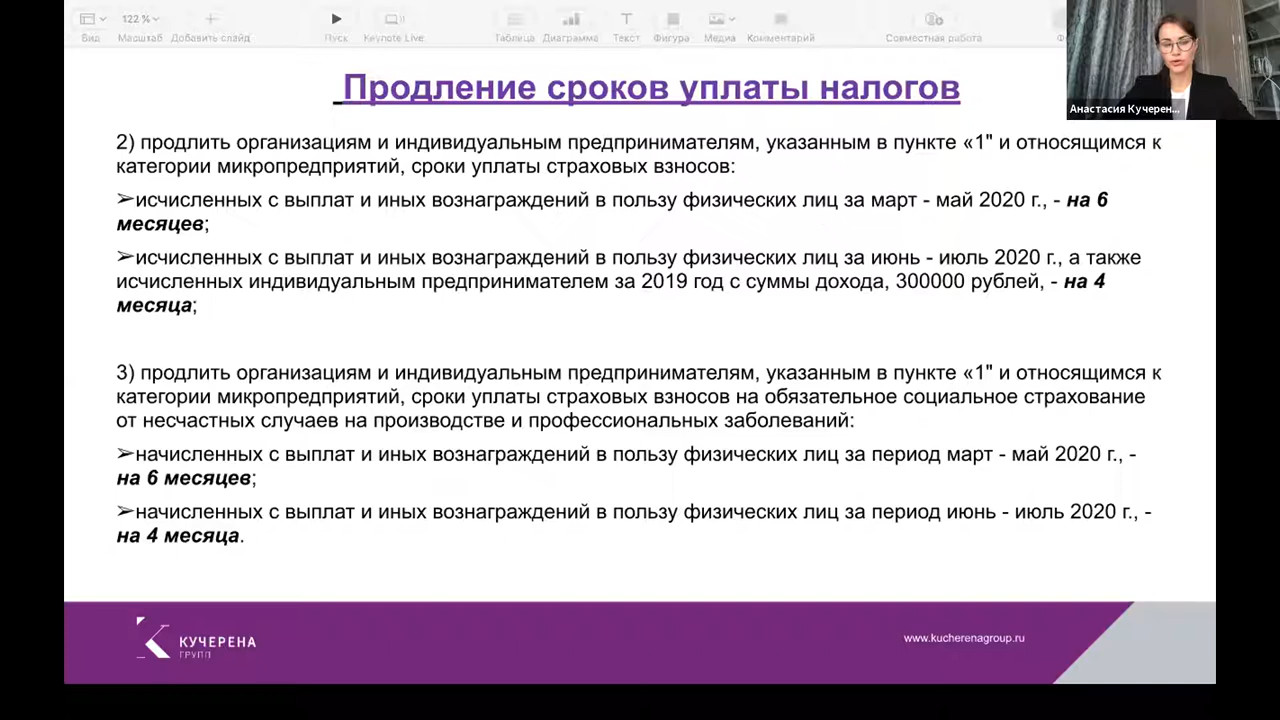 122 %
Вид
Масштаб
Добавить слайд
Пуск
Keynote Live
Таблица
Диаграмма
Текст
Фигура
Медиа
Комментарий
Совместная работа
Анастасия Кучерен...
Продление сроков уплаты налогов
2) продлить организациям и индивидуальным предпринимателям, указанным в пункте «1" и относящимся к
категории микропредприятий, сроки уплаты страховых взносов:
➢исчисленных с выплат и иных вознаграждений в пользу физических лиц за март - май 2020 г., - на 6
месяцев;
➢исчисленных с выплат и иных вознаграждений в пользу физических лиц за июнь - июль 2020 г., а также
исчисленных индивидуальным предпринимателем за 2019 год с суммы дохода, 300000 рублей, - на 4
месяца;
3) продлить организациям и индивидуальным предпринимателям, указанным в пункте «1" и относящимся к
категории микропредприятий, сроки уплаты страховых взносов на обязательное социальное страхование
от несчастных случаев на производстве и профессиональных заболеваний:
➢начисленных с выплат и иных вознаграждений в пользу физических лиц за период март - май 2020 г., -
на 6 месяцев;
➢начисленных с выплат и иных вознаграждений в пользу физических лиц за период июнь - июль 2020 г., -
на 4 месяца.
КУЧЕРЕНА
ГРУПП
www.kucherenagroup.ru